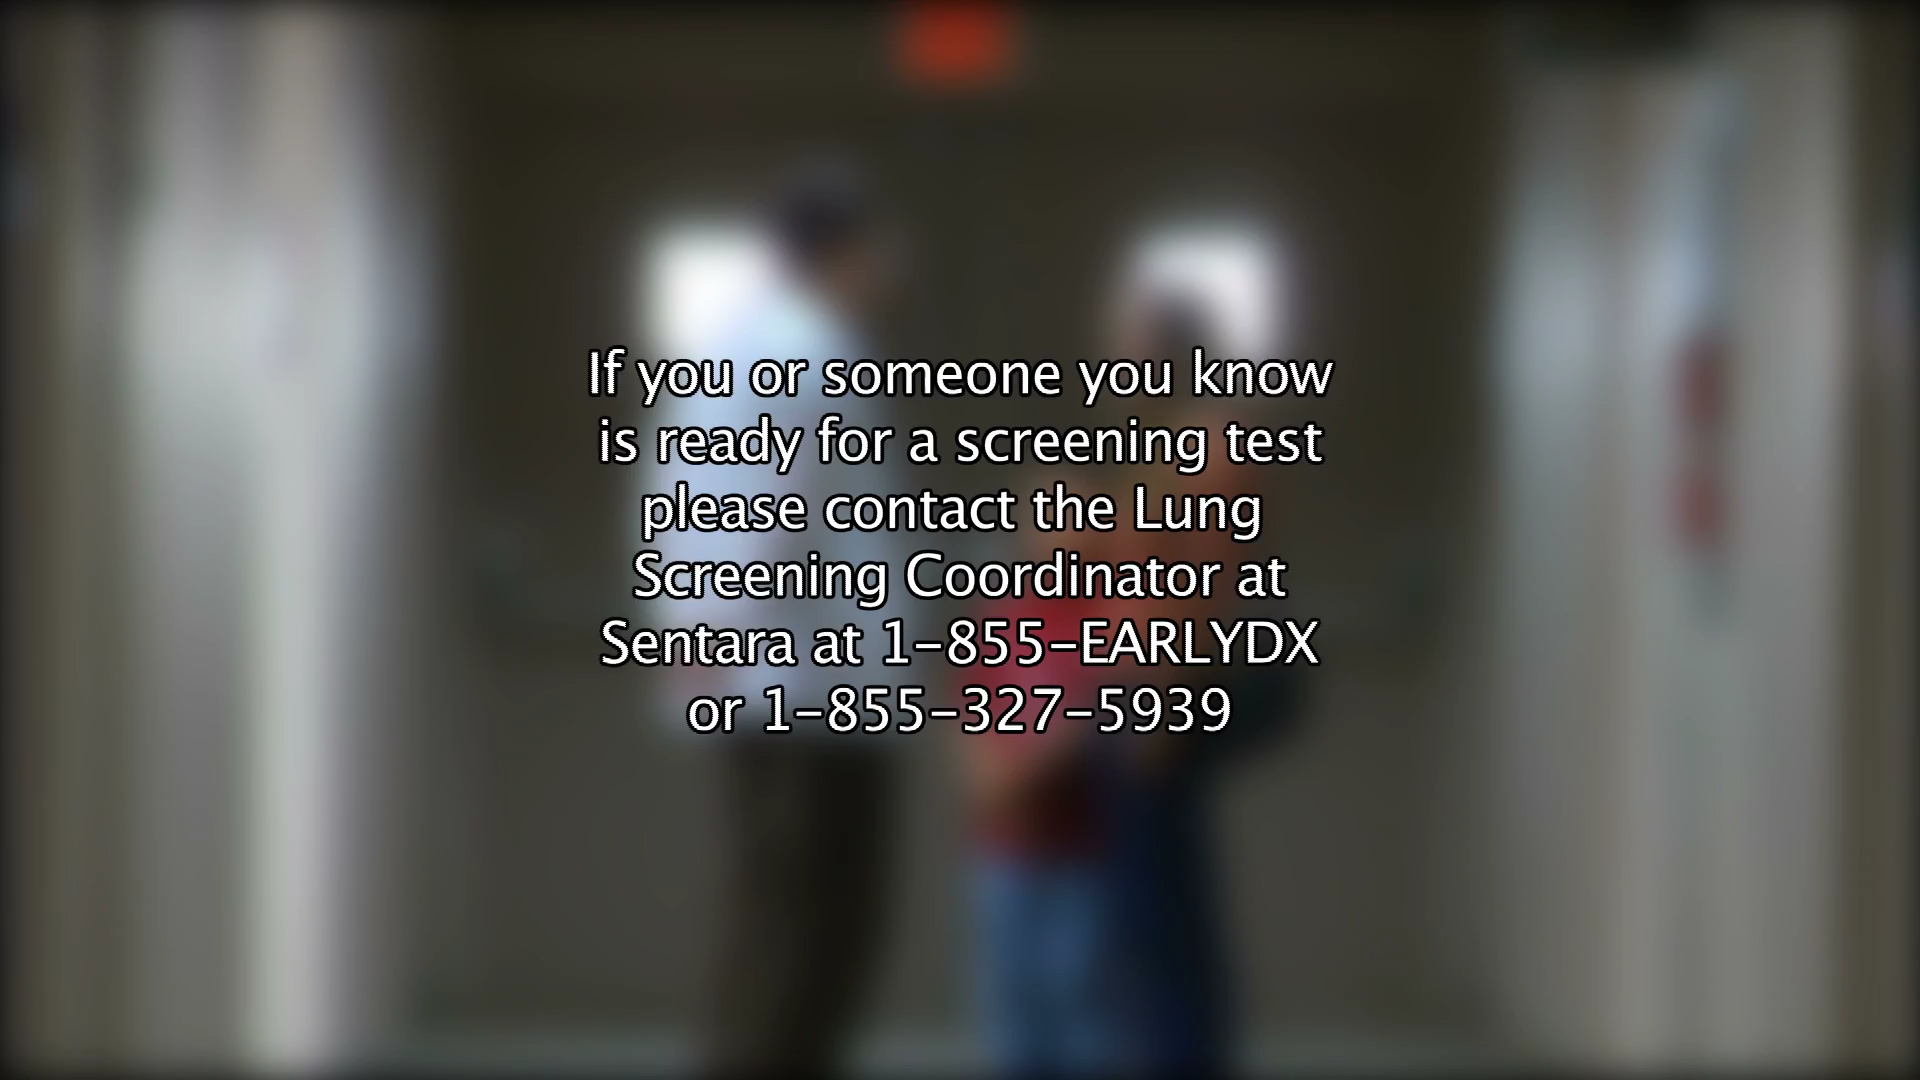 If you or someone you know
is ready for a screening test
please contact the Lung
Screening Coordinator at
Sentara at 1-855-EARLYDX
or 1-855-327-5939